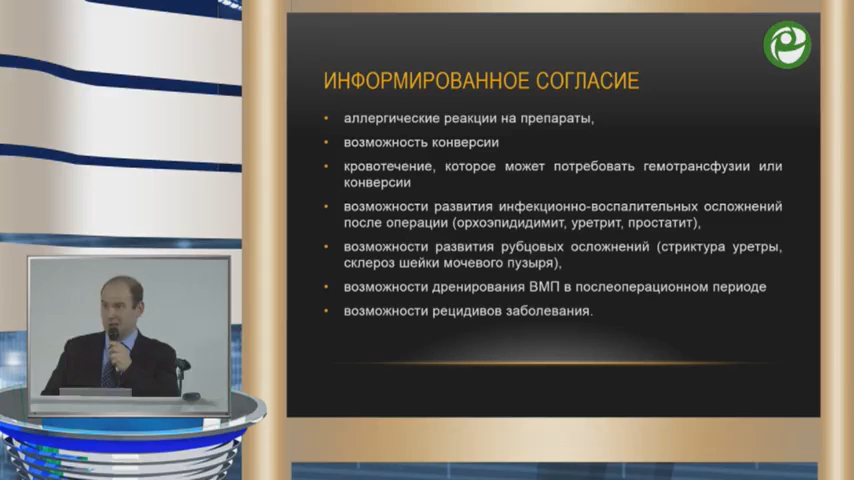 ИНФОРМИРОВАННОЕ СОГЛАСИЕ
• аллергические реакции на препараты,
• возможность конверсии
• кровотечение, которое может потребовать гемотрансфузии или
конверсии
• возможности развития инфекционно-воспалительных осложнений
после операции (орхоэпидидимит, уретрит, простатит),
• возможности развития рубцовых осложнений (стриктура уретры,
склероз шейки мочевого пузыря),
• возможности дренирования ВМП в послеоперационном периоде
• возможности рецидивов заболевания.